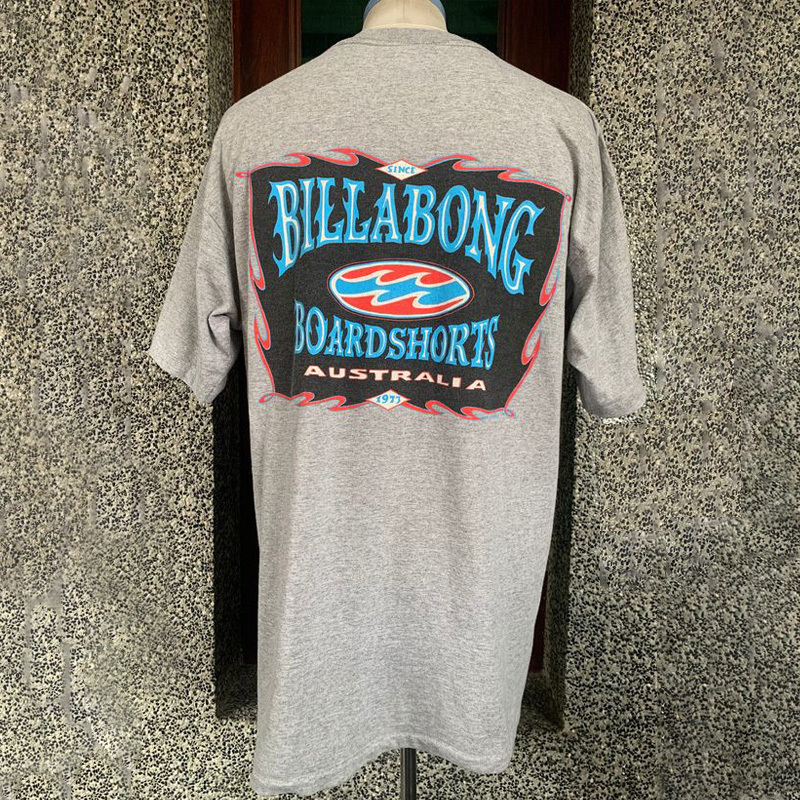 SINCE
BILLABONG
BOARDSHORTS
AUSTRALIA
1973